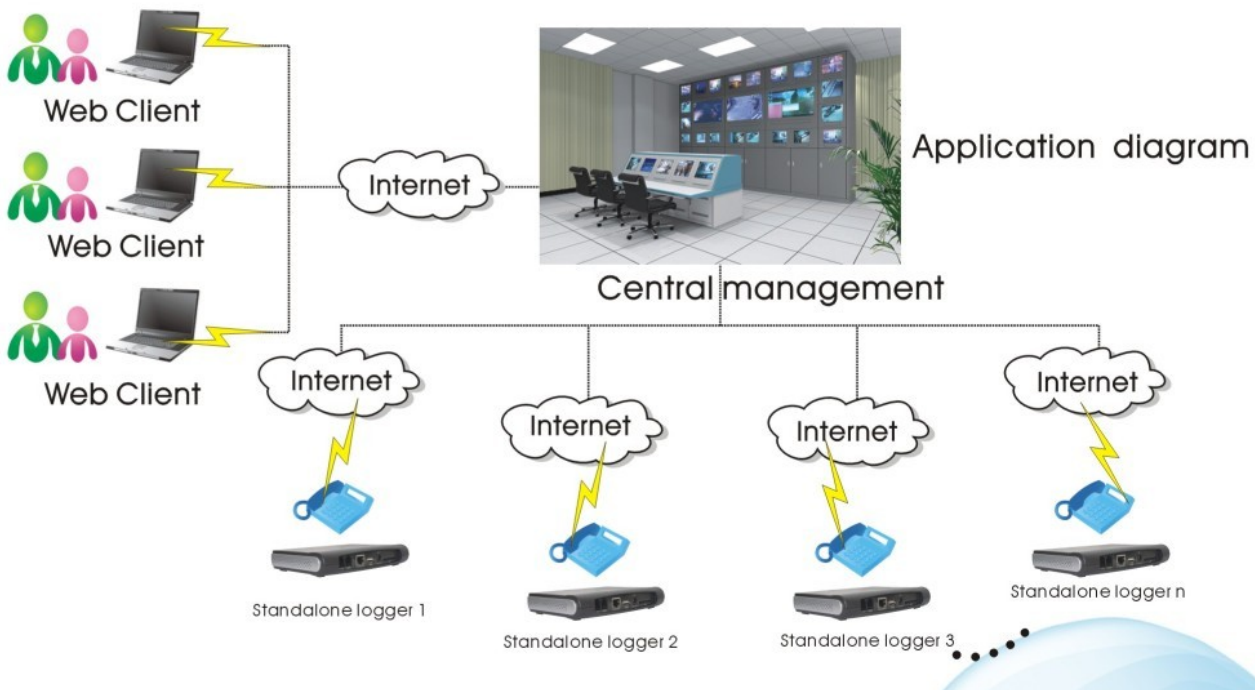 Web Client
Web Client
Web Client
Internet
Application diagram
Central management
Internet
Internet
Internet
Internet
Standalone logger 1
Standalone logger 2
Standalone logger 3
Standalone logger n